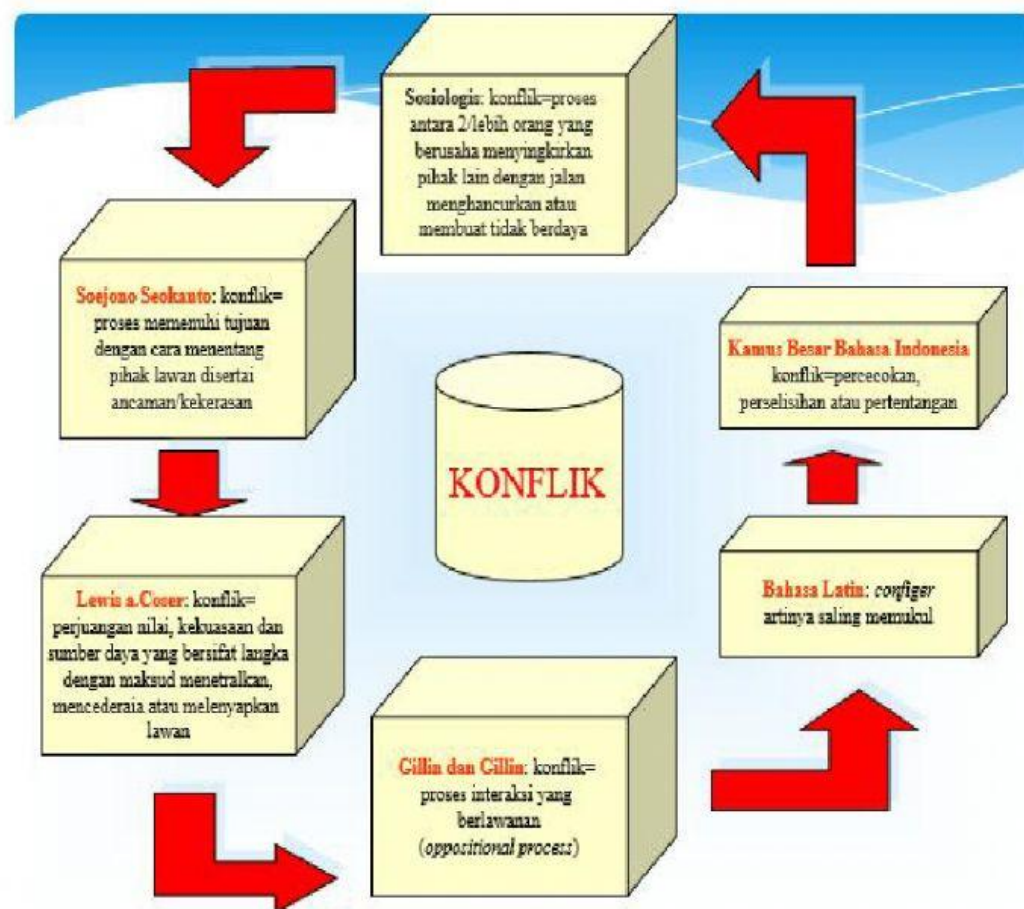 Sosiologis: konflik=proses
antara 2/lebih orang yang
berusaha menyingkirkan
pihak lain dengan jalan
menghancurkan atau
membuat tidak berdaya
Soejono Seokanto: konflik=
proses memenuhi tujuan
dengan cara menentang
pihak lawan disertai
ancaman/kekerasan
Lewis a.Coser: konflik=
perjuangan nilai, kekuasaan dan
sumber daya yang bersifat langka
dengan maksud menetralkan,
mencederaia atau melenyapkan
lawan
Gillin dan Gillin: konflik=
proses interaksi yang
berlawanan
(oppositional process)
Bahasa Latin: configer
artinya saling memukul
Kamus Besar Bahasa Indonesia
konflik=percecokan,
perselisihan atau pertentangan
KONFLIK